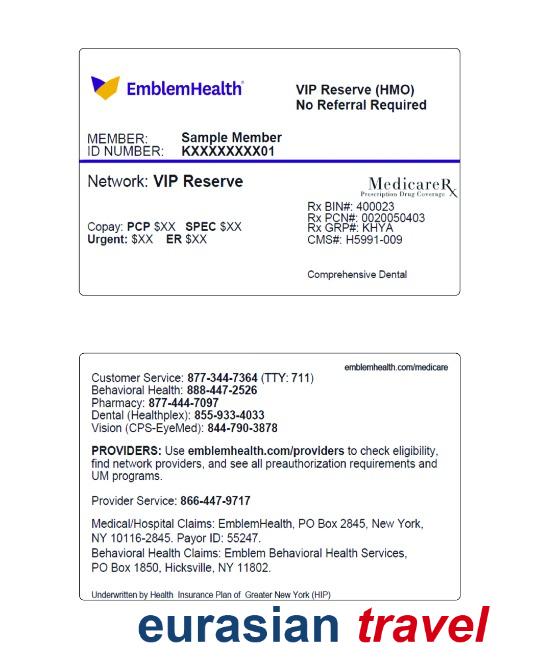 EmblemHealth®
VIP Reserve (HMO)
No Referral Required
MEMBER: Sample Member
ID NUMBER: KXXXXXXXX01
Network: VIP Reserve
MedicareRx
Prescription Drug Coverage
Rx BIN#: 400023
Rx PCN#: 0020050403
Rx GRP#: KHYA
CMS#: H5991-009
Copay: PCP $XX SPEC $XX
Urgent: $XX ER $XX
Comprehensive Dental
emblemhealth.com/medicare
Customer Service: 877-344-7364 (TTY: 711)
Behavioral Health: 888-447-2526
Pharmacy: 877-444-7097
Dental (Healthplex): 855-933-4033
Vision (CPS-EyeMed): 844-790-3878
PROVIDERS: Use emblemhealth.com/providers to check eligibility,
find network providers, and see all preauthorization requirements and
UM programs.
Provider Service: 866-447-9717
Medical/Hospital Claims: EmblemHealth, PO Box 2845, New York,
NY 10116-2845. Payor ID: 55247.
Behavioral Health Claims: Emblem Behavioral Health Services,
PO Box 1850, Hicksville, NY 11802.
Underwritten by Health Insurance Plan of Greater New York (HIP)
eurasian travel